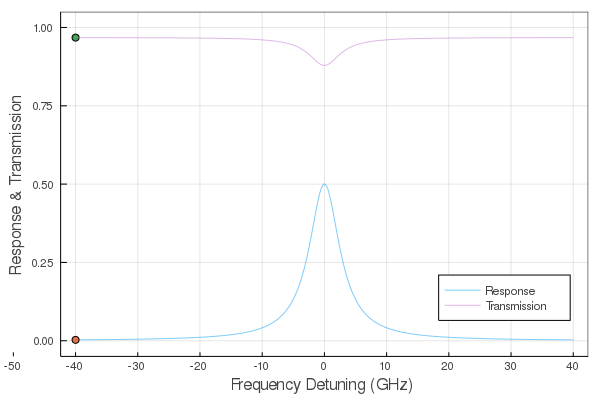 Response & Transmission
1.00
0.75
0.50
0.25
0.00
Response
Transmission
-50 -40 -30 -20 -10 0 10 20 30 40
Frequency Detuning (GHz)